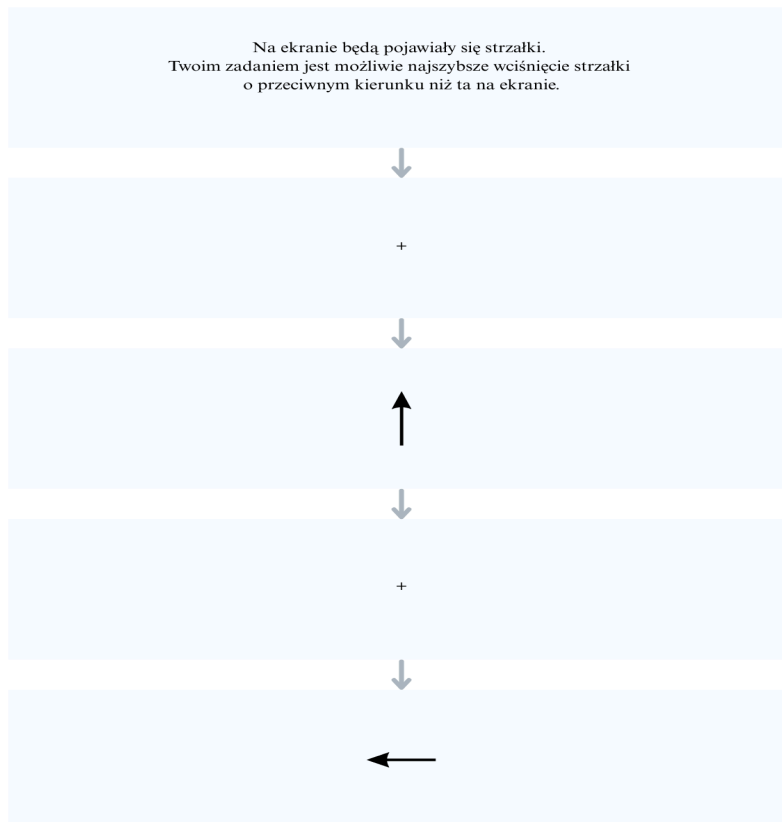 Na ekranie będą pojawiały się strzałki.
Twoim zadaniem jest możliwie najszybsze wciśnięcie strzałki
o przeciwnym kierunku niż ta na ekranie.
+
+